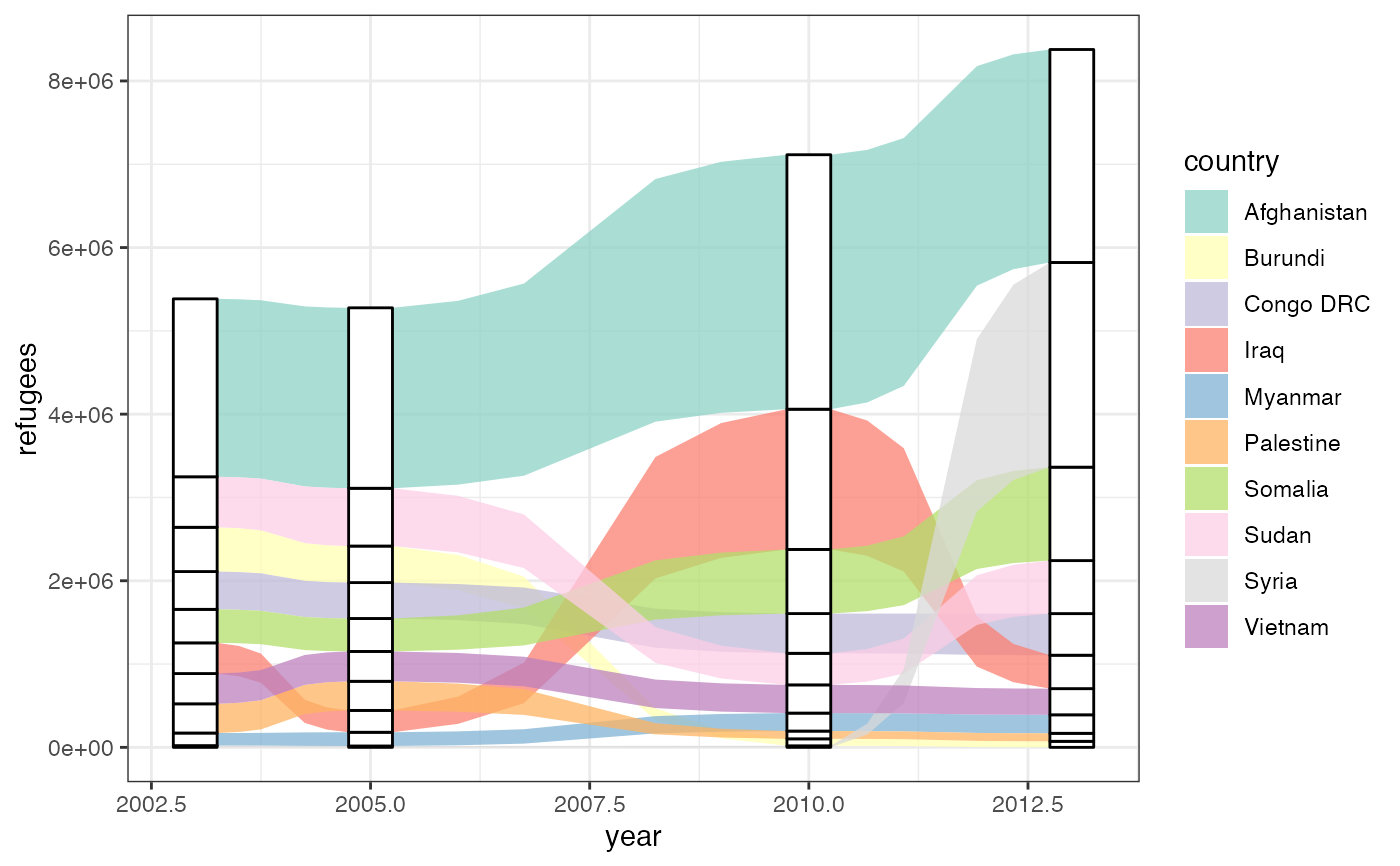 8e+06
6e+06
4e+06
2e+06
0e+00
refugees
2002.5
2005.0
2007.5
2010.0
2012.5
year
country
Afghanistan
Burundi
Congo DRC
Iraq
Myanmar
Palestine
Somalia
Sudan
Syria
Vietnam